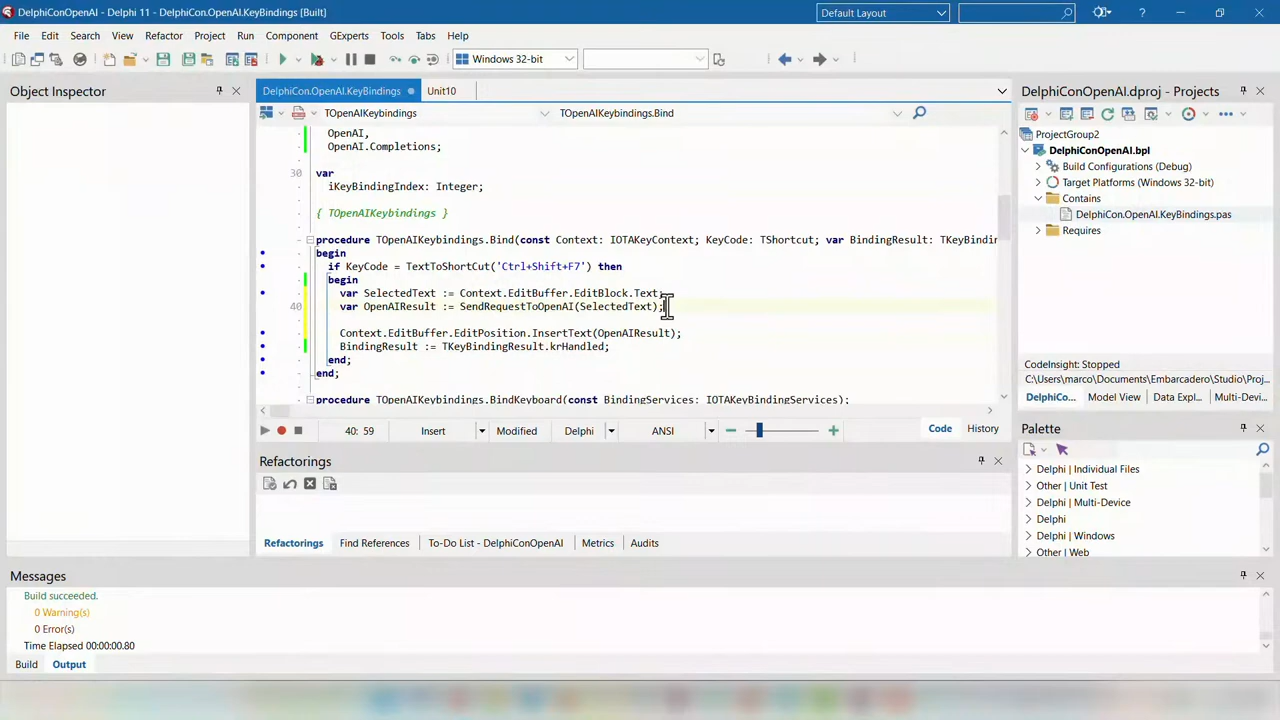 DelphiConOpenAI - Delphi 11 - DelphiCon.OpenAI.KeyBindings [Built]
Default Layout
File Edit Search View Refactor Project Run Component GExperts Tools Tabs Help
Windows 32-bit
Object Inspector
DelphiCon.OpenAI.KeyBindings
Unit10
TOpenAIKeybindings
TOpenAIKeybindings.Bind
OpenAI,
OpenAI.Completions;
30 var
iKeyBindingIndex: Integer;
{ TOpenAIKeybindings }
procedure TOpenAIKeybindings.Bind(const Context: IOTAKeyContext; KeyCode: TShortcut; var BindingResult: TKeyBindin
begin
if KeyCode = TextToShortCut('Ctrl+Shift+F7') then
begin
var SelectedText := Context.EditBuffer.EditBlock.Text;
40 var OpenAIResult := SendRequestToOpenAI(SelectedText);
Context.EditBuffer.EditPosition.InsertText(OpenAIResult);
BindingResult := TKeyBindingResult.krHandled;
end;
end;
procedure TOpenAIKeybindings.BindKeyboard(const BindingServices: IOTAKeyBindingServices);
40: 59 Insert Modified Delphi ANSI Code History
Refactorings
Refactorings Find References To-Do List - DelphiConOpenAI Metrics Audits
DelphiConOpenAI.dproj - Projects
ProjectGroup2
DelphiConOpenAI.bpl
Build Configurations (Debug)
Target Platforms (Windows 32-bit)
Contains
DelphiCon.OpenAI.KeyBindings.pas
Requires
CodeInsight: Stopped
C:\Users\marco\Documents\Embarcadero\Studio\Proj...
DelphiCo... Model View Data Expl... Multi-Devi...
Palette
Delphi | Individual Files
Other | Unit Test
Delphi | Multi-Device
Delphi
Delphi | Windows
Other | Web
Messages
Build succeeded.
0 Warning(s)
0 Error(s)
Time Elapsed 00:00:00.80
Build Output